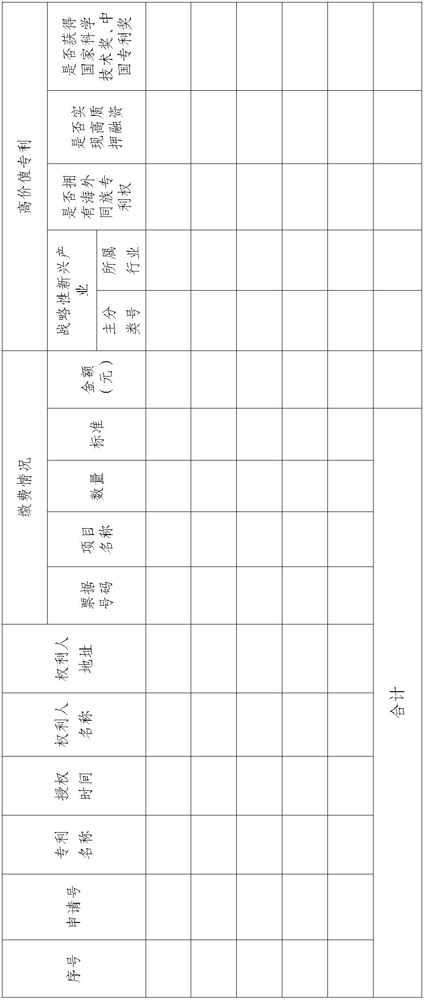 序号
申请号
专利
名称
授权
时间
权利人
名称
权利人
地址
缴费情况
票据
号码
项目
名称
数量
标准
金额
(元)
高价值专利
战略性新兴产
业
主分
类号
所属
行业
是否拥
有海外
同族专
利权
是否实
现高质
押融资
是否获得
国家科学
技术奖、中
国专利奖
合计